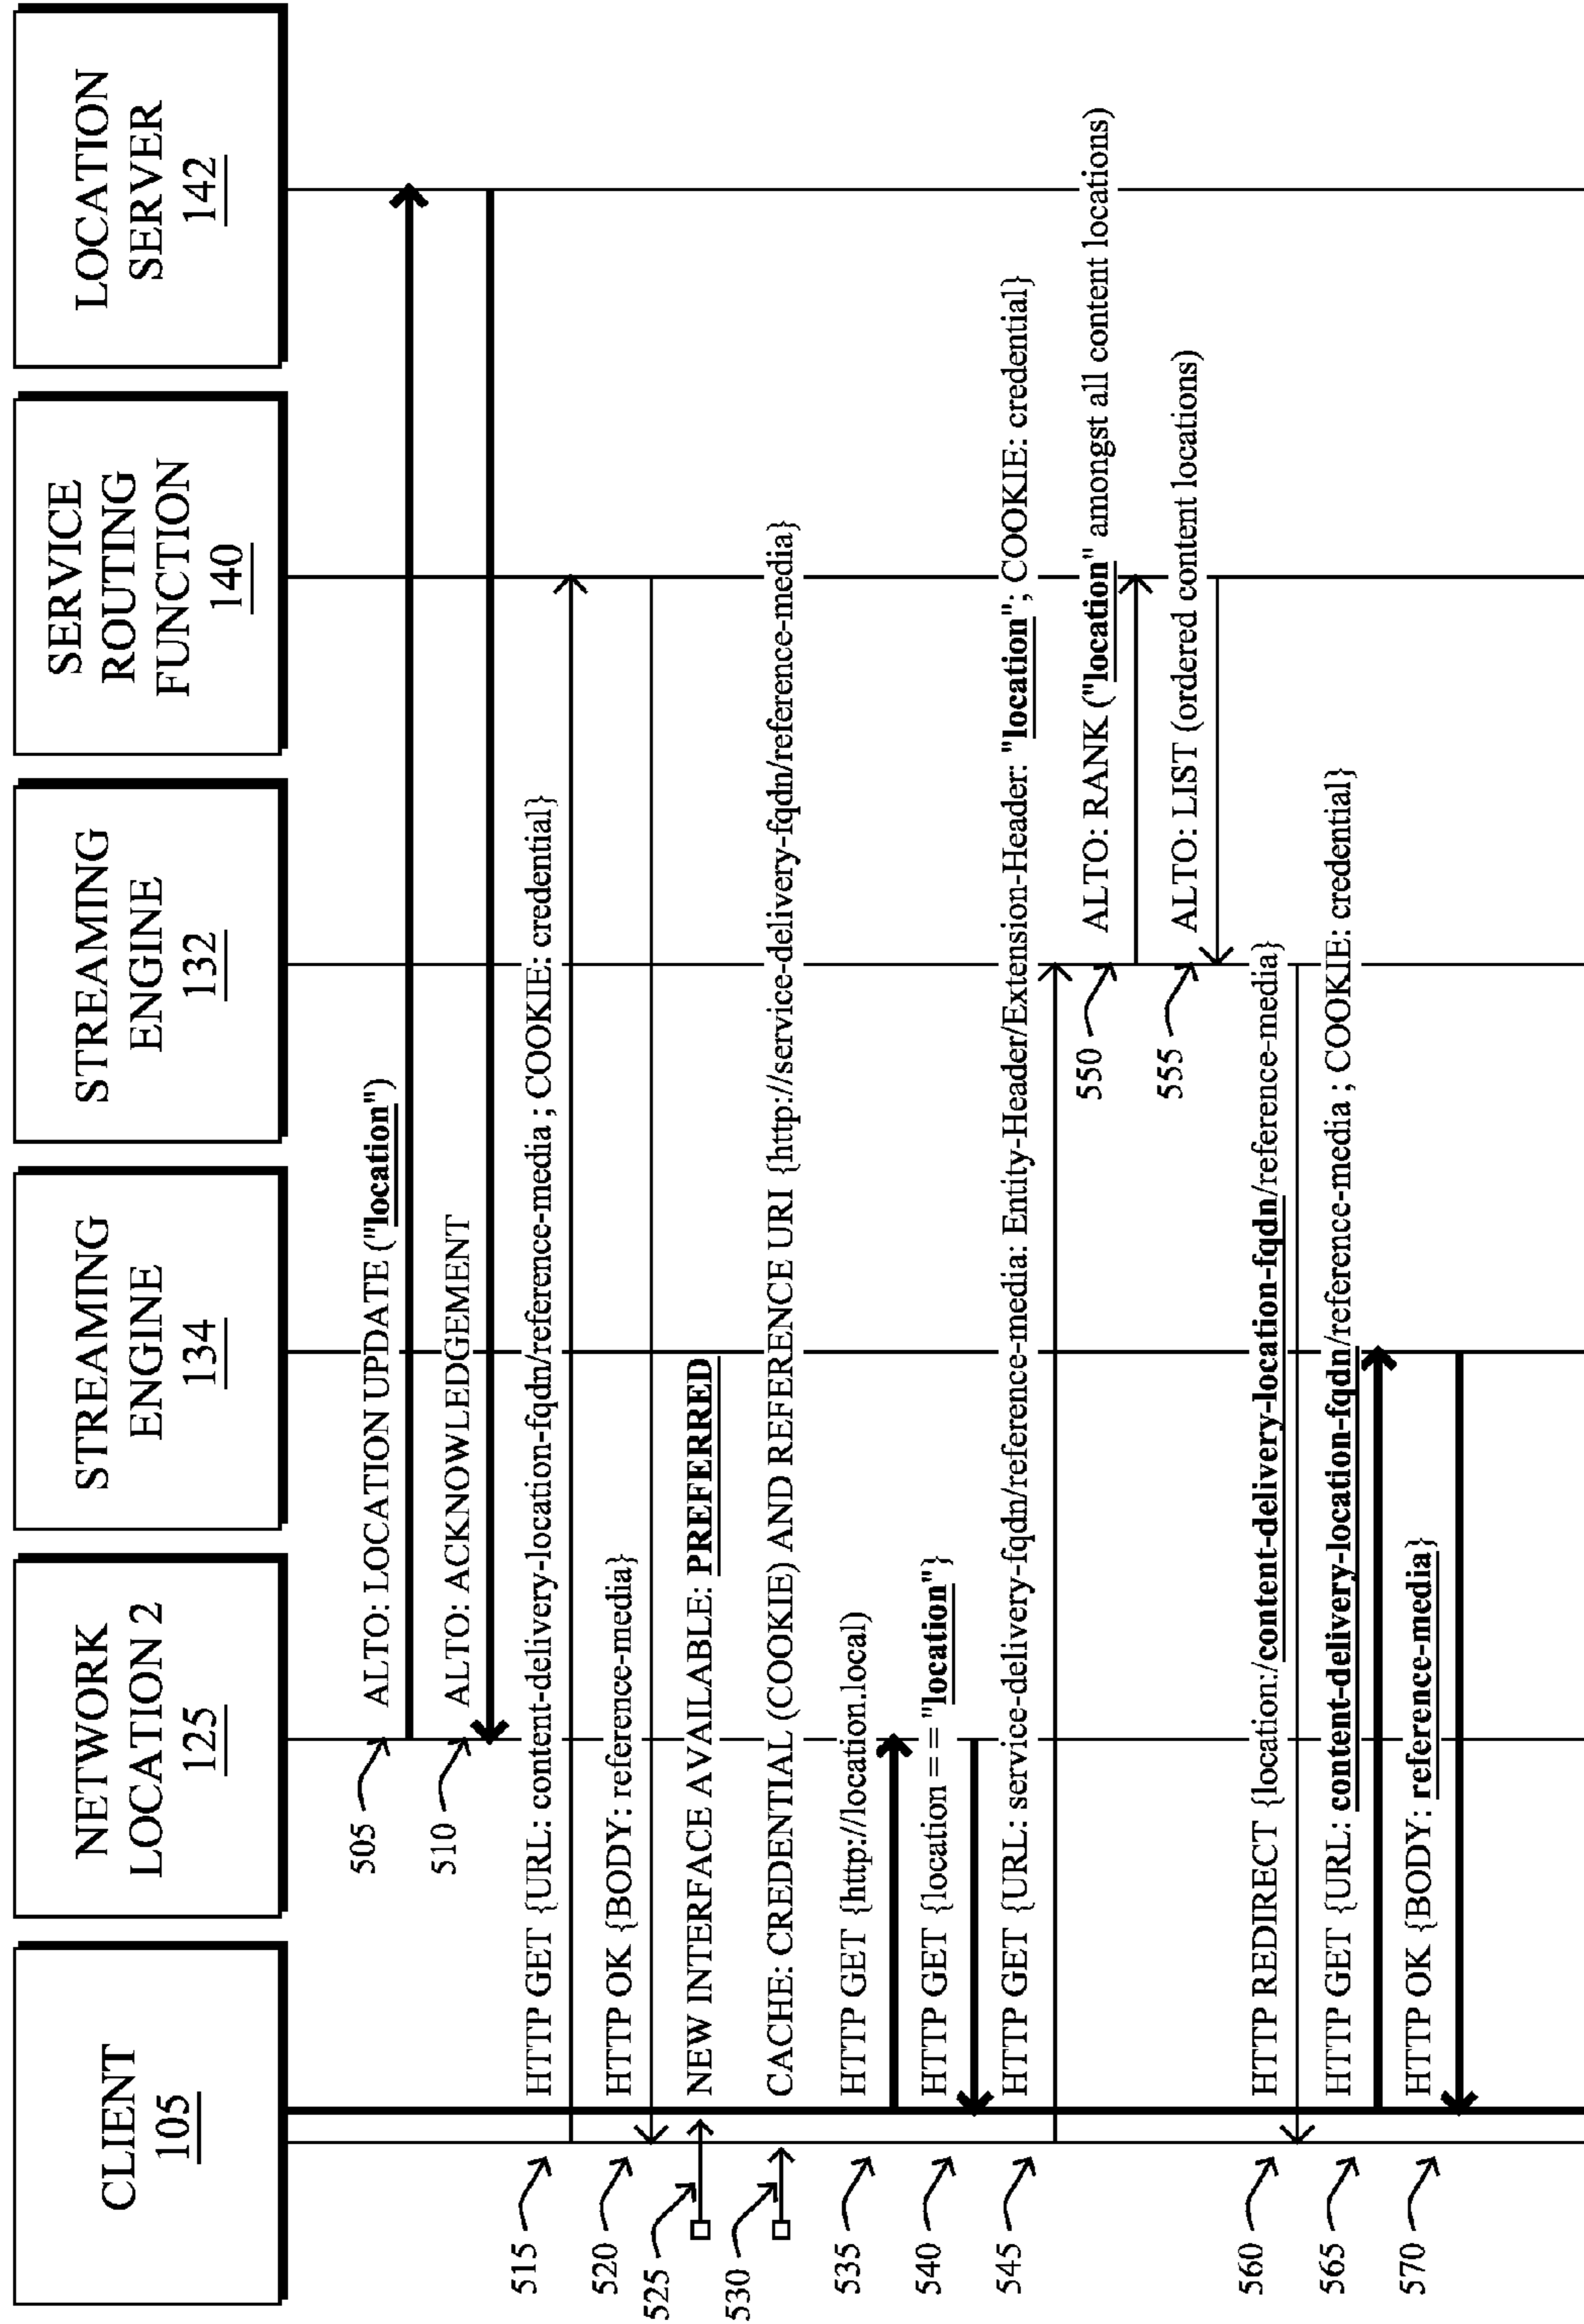 CLIENT
105
NETWORK
LOCATION 2
125
STREAMING
ENGINE
134
STREAMING
ENGINE
132
SERVICE
ROUTING
FUNCTION
140
LOCATION
SERVER
142
505
ALTO: LOCATION UPDATE ("location")
510
ALTO: ACKNOWLEDGEMENT
515
HTTP GET {URL: content-delivery-location-fqdn/reference-media ; COOKIE: credential}
520
HTTP OK {BODY: reference-media}
525
NEW INTERFACE AVAILABLE: PREFERRED
530
CACHE: CREDENTIAL (COOKIE) AND REFERENCE URI {http://service-delivery-fqdn/reference-media}
535
HTTP GET {http://location.local)
540
HTTP GET {location == "location"}
545
HTTP GET {URL: service-delivery-fqdn/reference-media: Entity-Header/Extension-Header: "location"; COOKIE: credential}
550
ALTO: RANK ("location" amongst all content locations)
555
ALTO: LIST (ordered content locations)
560
HTTP REDIRECT {location:/content-delivery-location-fqdn/reference-media}
565
HTTP GET {URL: content-delivery-location-fqdn/reference-media ; COOKIE: credential}
570
HTTP OK {BODY: reference-media}